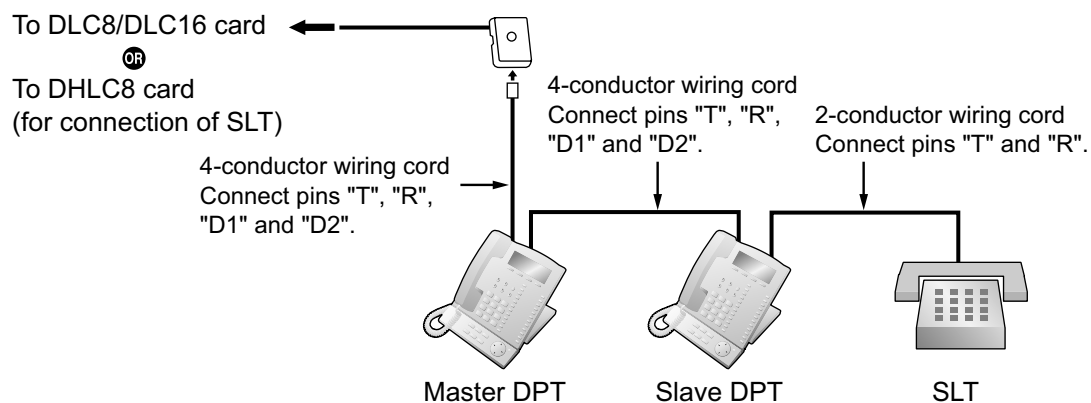 To DLC8/DLC16 card
OR
To DHLC8 card
(for connection of SLT)
4-conductor wiring cord
Connect pins "T", "R",
"D1" and "D2".
4-conductor wiring cord
Connect pins "T", "R",
"D1" and "D2".
2-conductor wiring cord
Connect pins "T" and "R".
Master DPT
Slave DPT
SLT